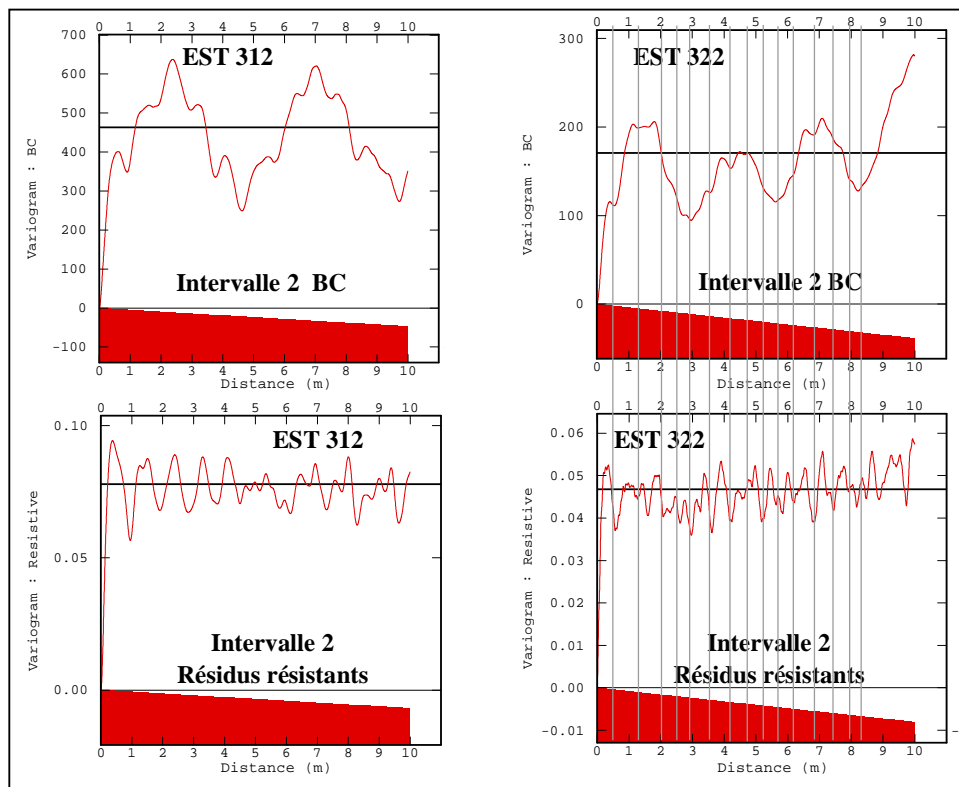 0 1 2 3 4 5 6 7 8 9 10
EST 312
700
600
500
400
300
200
100
0
-100
Variogram : BC
Intervalle 2 BC
0 1 2 3 4 5 6 7 8 9 10
Distance (m)
0 1 2 3 4 5 6 7 8 9 10
EST 322
300
200
100
0
Variogram : BC
Intervalle 2 BC
0 1 2 3 4 5 6 7 8 9 10
Distance (m)
0 1 2 3 4 5 6 7 8 9 10
EST 312
0.10
0.05
0.00
Variogram : Resistive
Intervalle 2
Résidus résistants
0 1 2 3 4 5 6 7 8 9 10
Distance (m)
0 1 2 3 4 5 6 7 8 9 10
EST 322
0.06
0.05
0.04
0.03
0.02
0.01
0.00
-0.01
Variogram : Resistive
Intervalle 2
Résidus résistants
0 1 2 3 4 5 6 7 8 9 10
Distance (m)
-